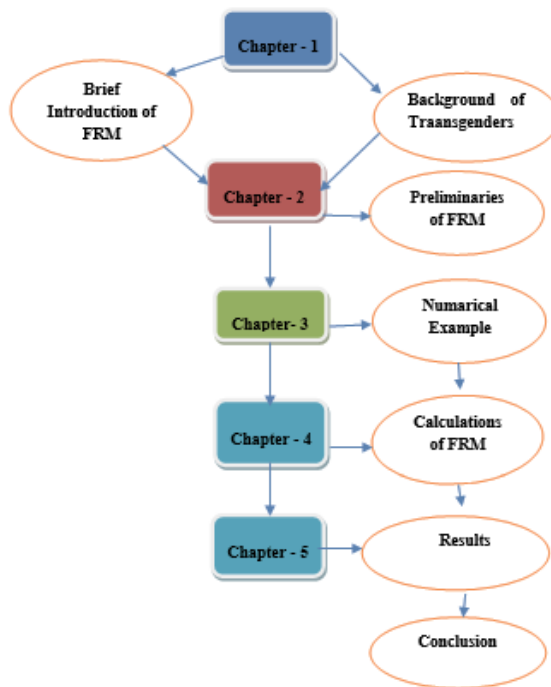 Chapter - 1
Brief
Introduction of
FRM
Background of
Traansgenders
Chapter - 2
Preliminaries
of FRM
Chapter- 3
Numarical
Example
Chapter - 4
Calculations
of FRM
Chapter - 5
Results
Conclusion